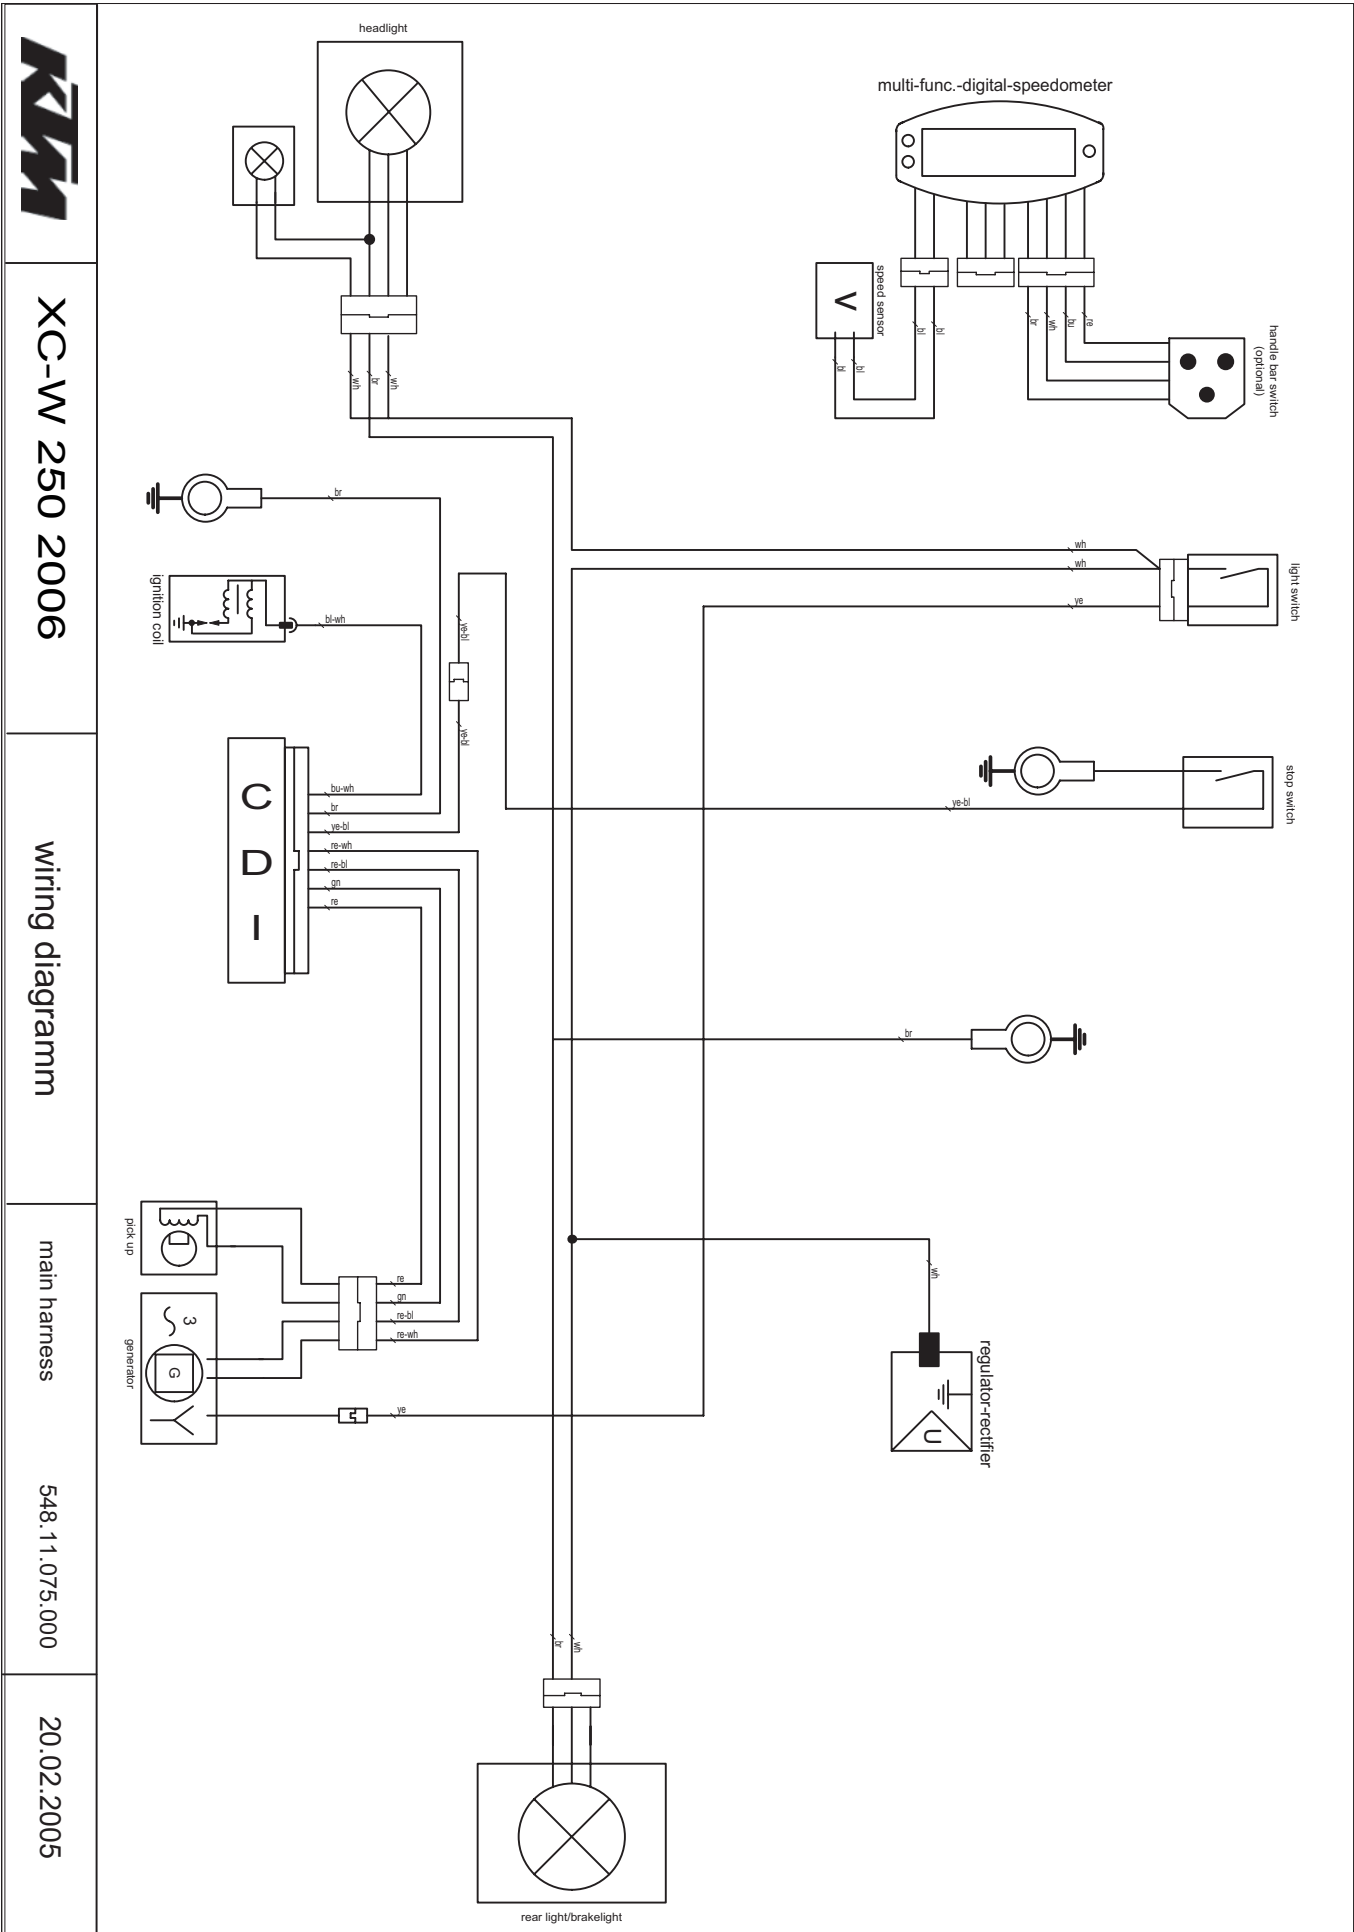 headlight
multi-func.-digital-speedometer
speed sensor
V
handle bar switch
(optional)
bl
bl
bl
bl
br
wh
bu
re
wh
br
wh
KTM
XC-W 250 2006
wiring diagramm
main harness
548.11.075.000
20.02.2005
br
wh
wh
ye
light switch
ignition coil
bl-wh
ye-bl
ye-bl
stop switch
ye-bl
C
D
I
bu-wh
br
ye-bl
re-wh
re-bl
gn
re
br
pick up
re
gn
re-bl
re-wh
wh
3
G
generator
ye
regulator-rectifier
U
br
wh
rear light/brakelight